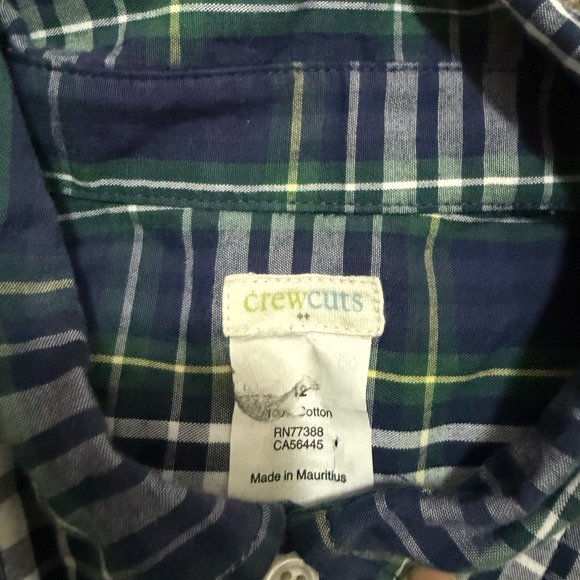 crewcuts
12
100% Cotton
RN77388
CA56445
Made in Mauritius